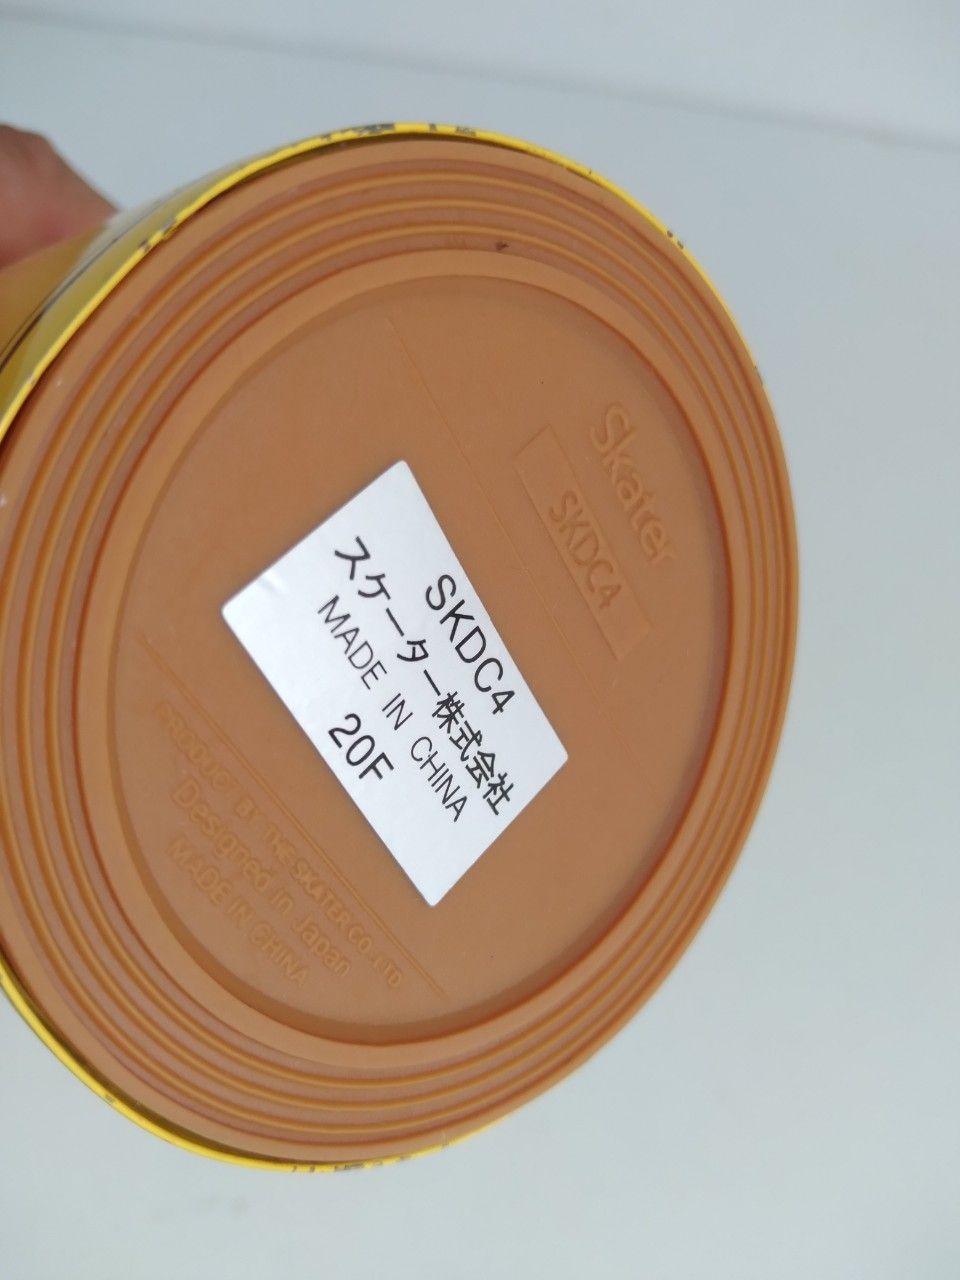 Skater
SKDC4
SKDC4
スケーター株式会社
MADE IN CHINA
20F
PRODUCT BY THE SKATER CO.,LTD
Designed in Japan
MADE IN CHINA